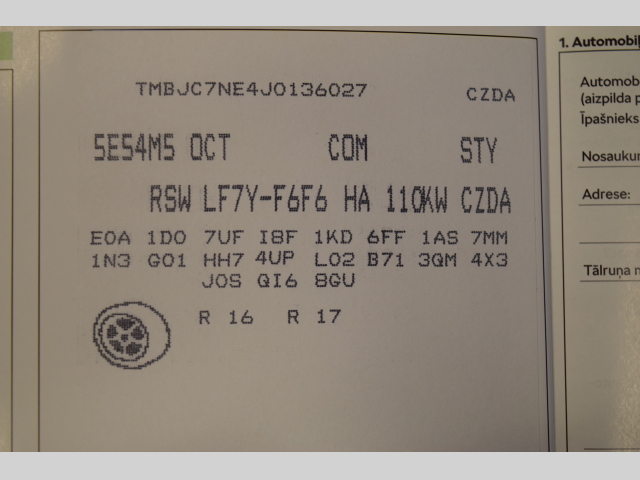 TMBJC7NE4J0136027
CZDA
5E54M5 OCT COM STY
RSW LF7Y-F6F6 HA 110KW CZDA
E0A 1D0 7UF I8F 1KD 6FF 1AS 7MM
1N3 G01 HH7 4UP L02 B71 3QM 4X3
J0S QI6 8GU
R 16 R 17
1. Automobiļ
Automob
(aizpilda p
Īpašnieks
Nosaukur
Adrese:
Tālruņa n